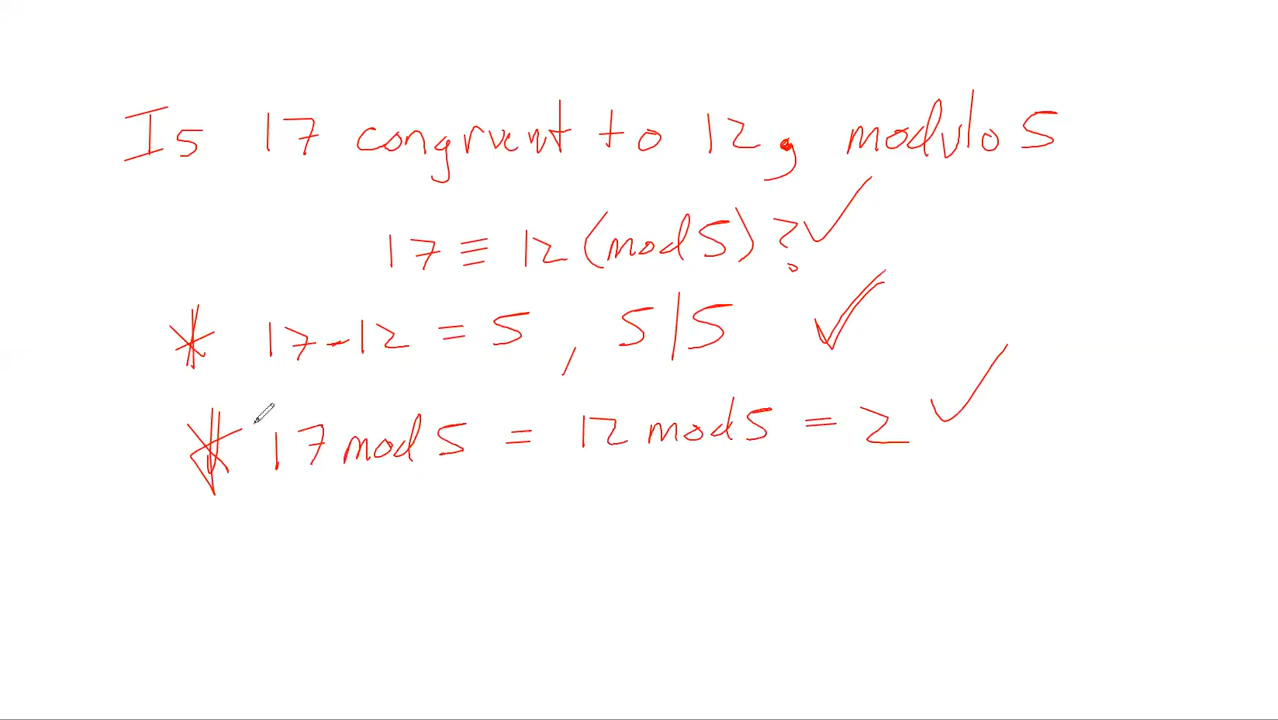 Is 17 congruent to 12, modulo 5
17 ≡ 12 (mod 5)? ✓
* 17-12 = 5, 5|5 ✓
* 17 mod 5 = 12 mod 5 = 2 ✓